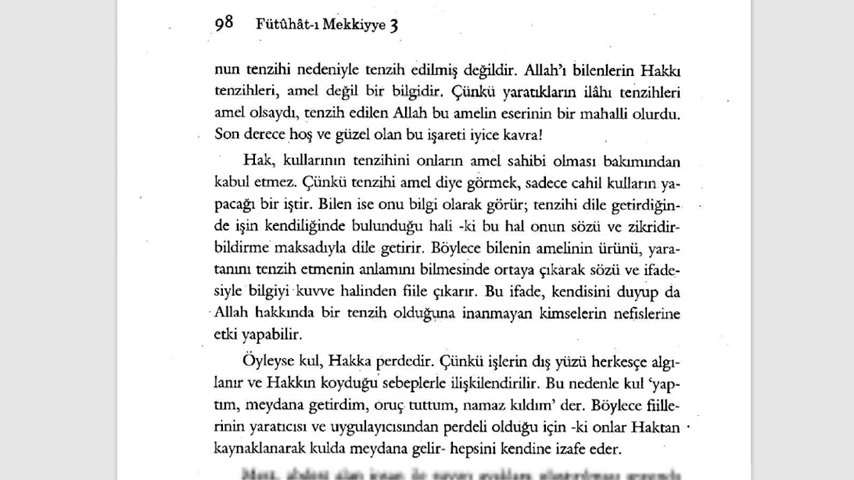 98 Fütûhât-ı Mekkiyye 3
nun tenzihi nedeniyle tenzih edilmiş değildir. Allah’ı bilenlerin Hakkı
tenzihleri, amel değil bir bilgidir. Çünkü yaratıkların ilâhı tenzihleri
amel olsaydı, tenzih edilen Allah bu amelin eserinin bir mahalli olurdu.
Son derece hoş ve güzel olan bu işareti iyice kavra!
Hak, kullarının tenzihini onların amel sahibi olması bakımından
kabul etmez. Çünkü tenzihi amel diye görmek, sadece cahil kulların ya-
pacağı bir iştir. Bilen ise onu bilgi olarak görür; tenzihi dile getirdiğin-
de işin kendiliğinde bulunduğu hali -ki bu hal onun sözü ve zikridir-
bildirme maksadıyla dile getirir. Böylece bilenin amelinin ürünü, yara-
tanını tenzih etmenin anlamını bilmesinde ortaya çıkarak sözü ve ifade-
siyle bilgiyi kuvve halinden fiile çıkarır. Bu ifade, kendisini duyup da
Allah hakkında bir tenzih olduğuna inanmayan kimselerin nefislerine
etki yapabilir.
Öyleyse kul, Hakka perdedir. Çünkü işlerin dış yüzü herkesçe algı-
lanır ve Hakkın koyduğu sebeplerle ilişkilendirilir. Bu nedenle kul ‘yap-
tım, meydana getirdim, oruç tuttum, namaz kıldım’ der. Böylece fiille-
rinin yaratıcısı ve uygulayıcısından perdeli olduğu için -ki onlar Haktan
kaynaklanarak kulda meydana gelir- hepsini kendine izafe eder.